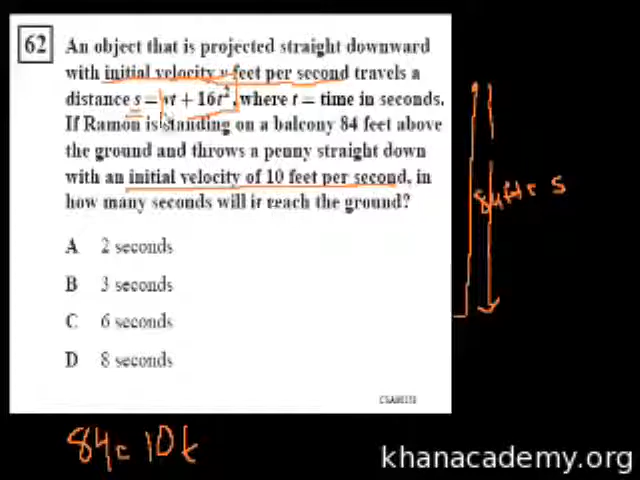 62
An object that is projected straight downward
with initial velocity v feet per second travels a
distance s = vt + 16t², where t = time in seconds.
If Ramon is standing on a balcony 84 feet above
the ground and throws a penny straight down
with an initial velocity of 10 feet per second, in
how many seconds will it reach the ground?
A 2 seconds
B 3 seconds
C 6 seconds
D 8 seconds
84 ft = s
84 = 10t
khanacademy.org